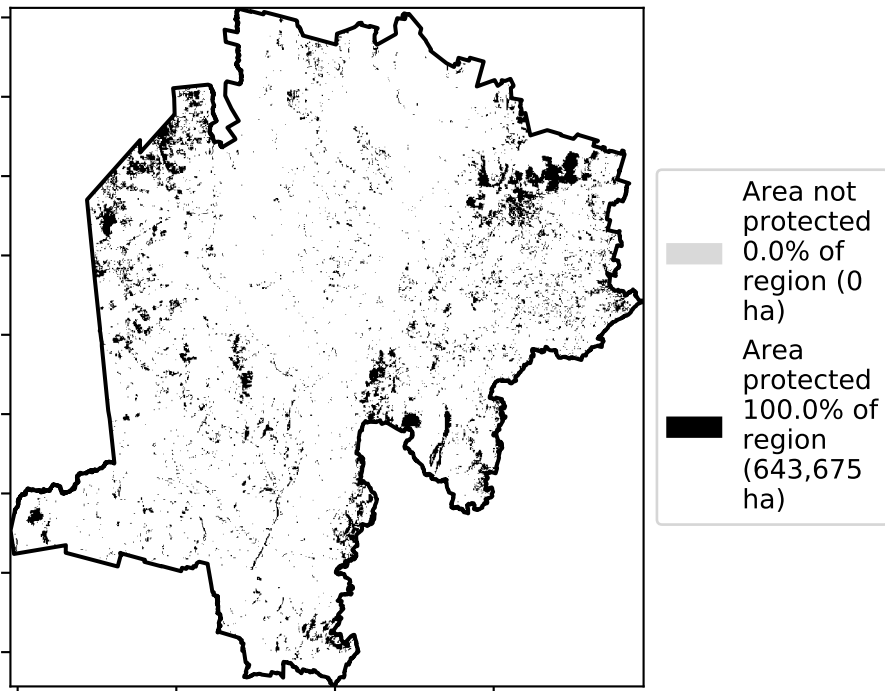 Area not
protected
0.0% of
region (0
ha)
Area
protected
100.0% of
region
(643,675
ha)